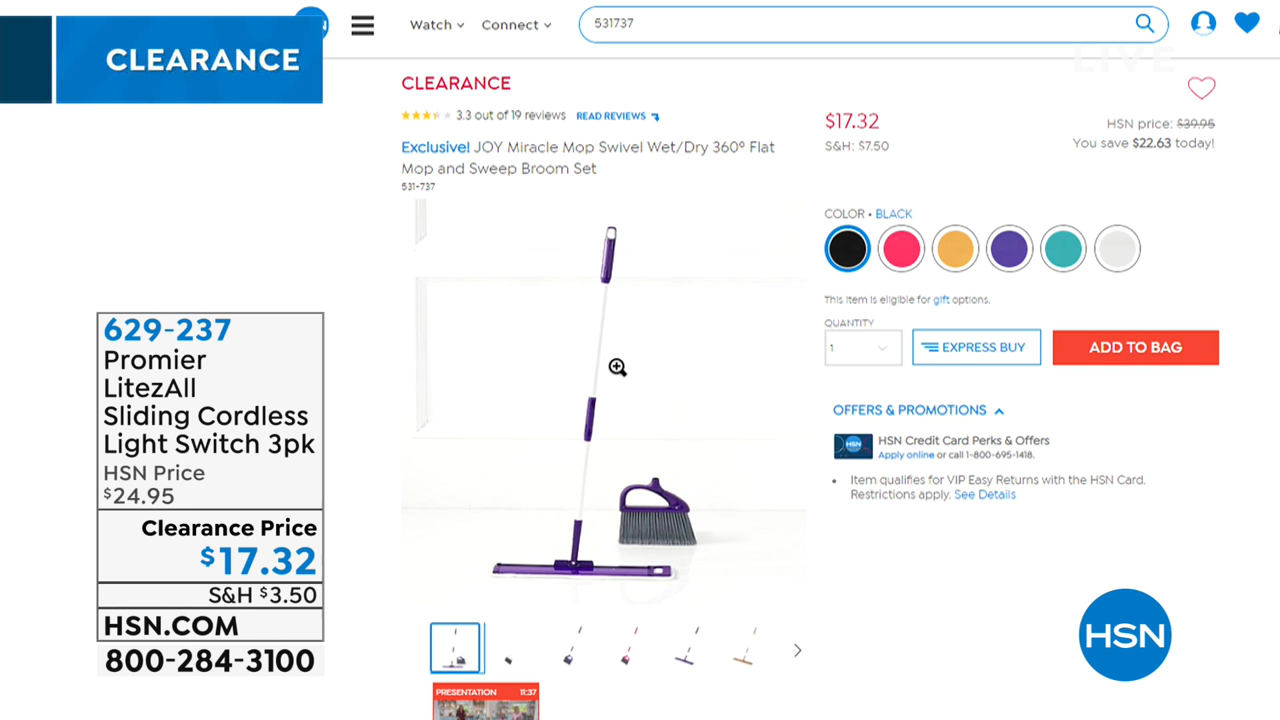 CLEARANCE
Watch
Connect
531737
LIVE
CLEARANCE
3.3 out of 19 reviews READ REVIEWS
Exclusive! JOY Miracle Mop Swivel Wet/Dry 360º Flat
Mop and Sweep Broom Set
531-737
$17.32
S&H: $7.50
HSN price: $39.95
You save $22.63 today!
COLOR • BLACK
This item is eligible for gift options.
QUANTITY
1
EXPRESS BUY
ADD TO BAG
OFFERS & PROMOTIONS
HSN
HSN Credit Card Perks & Offers
Apply online or call 1-800-695-1418.
• Item qualifies for VIP Easy Returns with the HSN Card.
Restrictions apply. See Details
629-237
Promier
LitezAll
Sliding Cordless
Light Switch 3pk
HSN Price
$24.95
Clearance Price
$17.32
S&H $3.50
HSN.COM
800-284-3100
PRESENTATION 11:37
HSN